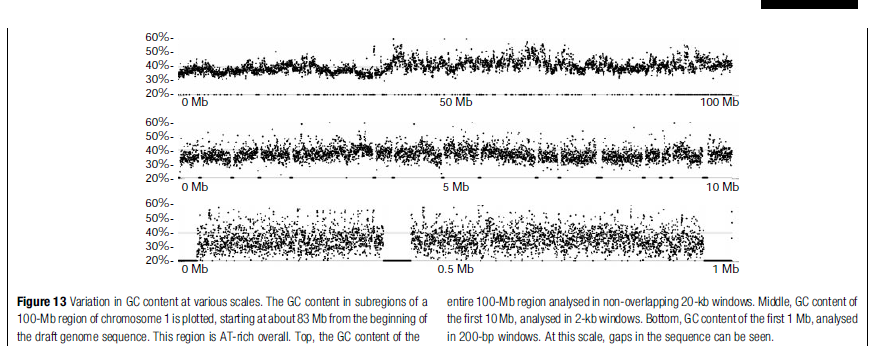 60%-
50%-
40%-
30%-
20%-
0 Mb 50 Mb 100 Mb
60%-
50%-
40%-
30%-
20%-
0 Mb 5 Mb 10 Mb
60%-
50%-
40%-
30%-
20%-
0 Mb 0.5 Mb 1 Mb
Figure 13 Variation in GC content at various scales. The GC content in subregions of a
100-Mb region of chromosome 1 is plotted, starting at about 83 Mb from the beginning of
the draft genome sequence. This region is AT-rich overall. Top, the GC content of the
entire 100-Mb region analysed in non-overlapping 20-kb windows. Middle, GC content of
the first 10 Mb, analysed in 2-kb windows. Bottom, GC content of the first 1 Mb, analysed
in 200-bp windows. At this scale, gaps in the sequence can be seen.